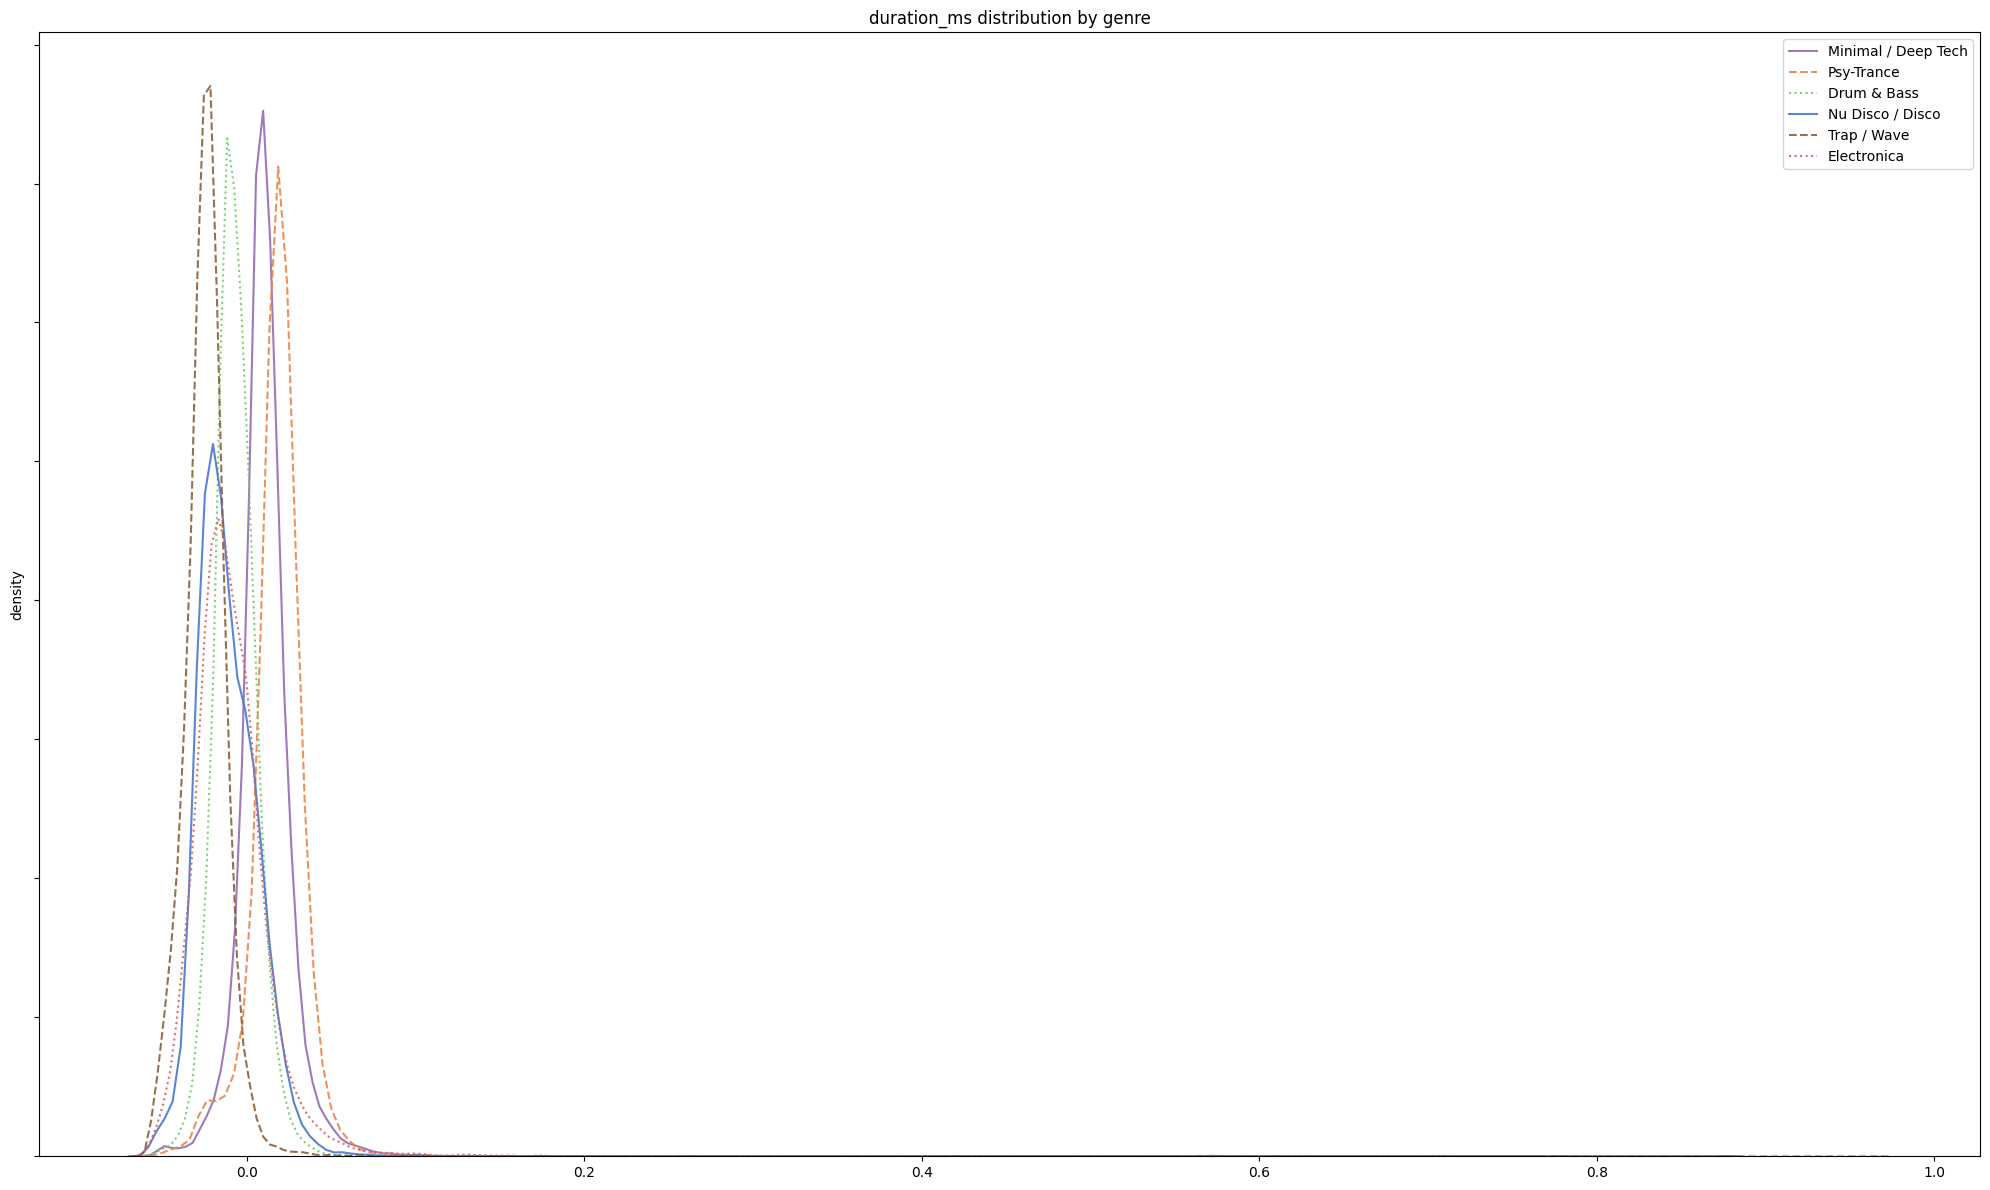 duration_ms distribution by genre
Minimal / Deep Tech
Psy-Trance
Drum & Bass
Nu Disco / Disco
Trap / Wave
Electronica
density
0.0
0.2
0.4
0.6
0.8
1.0